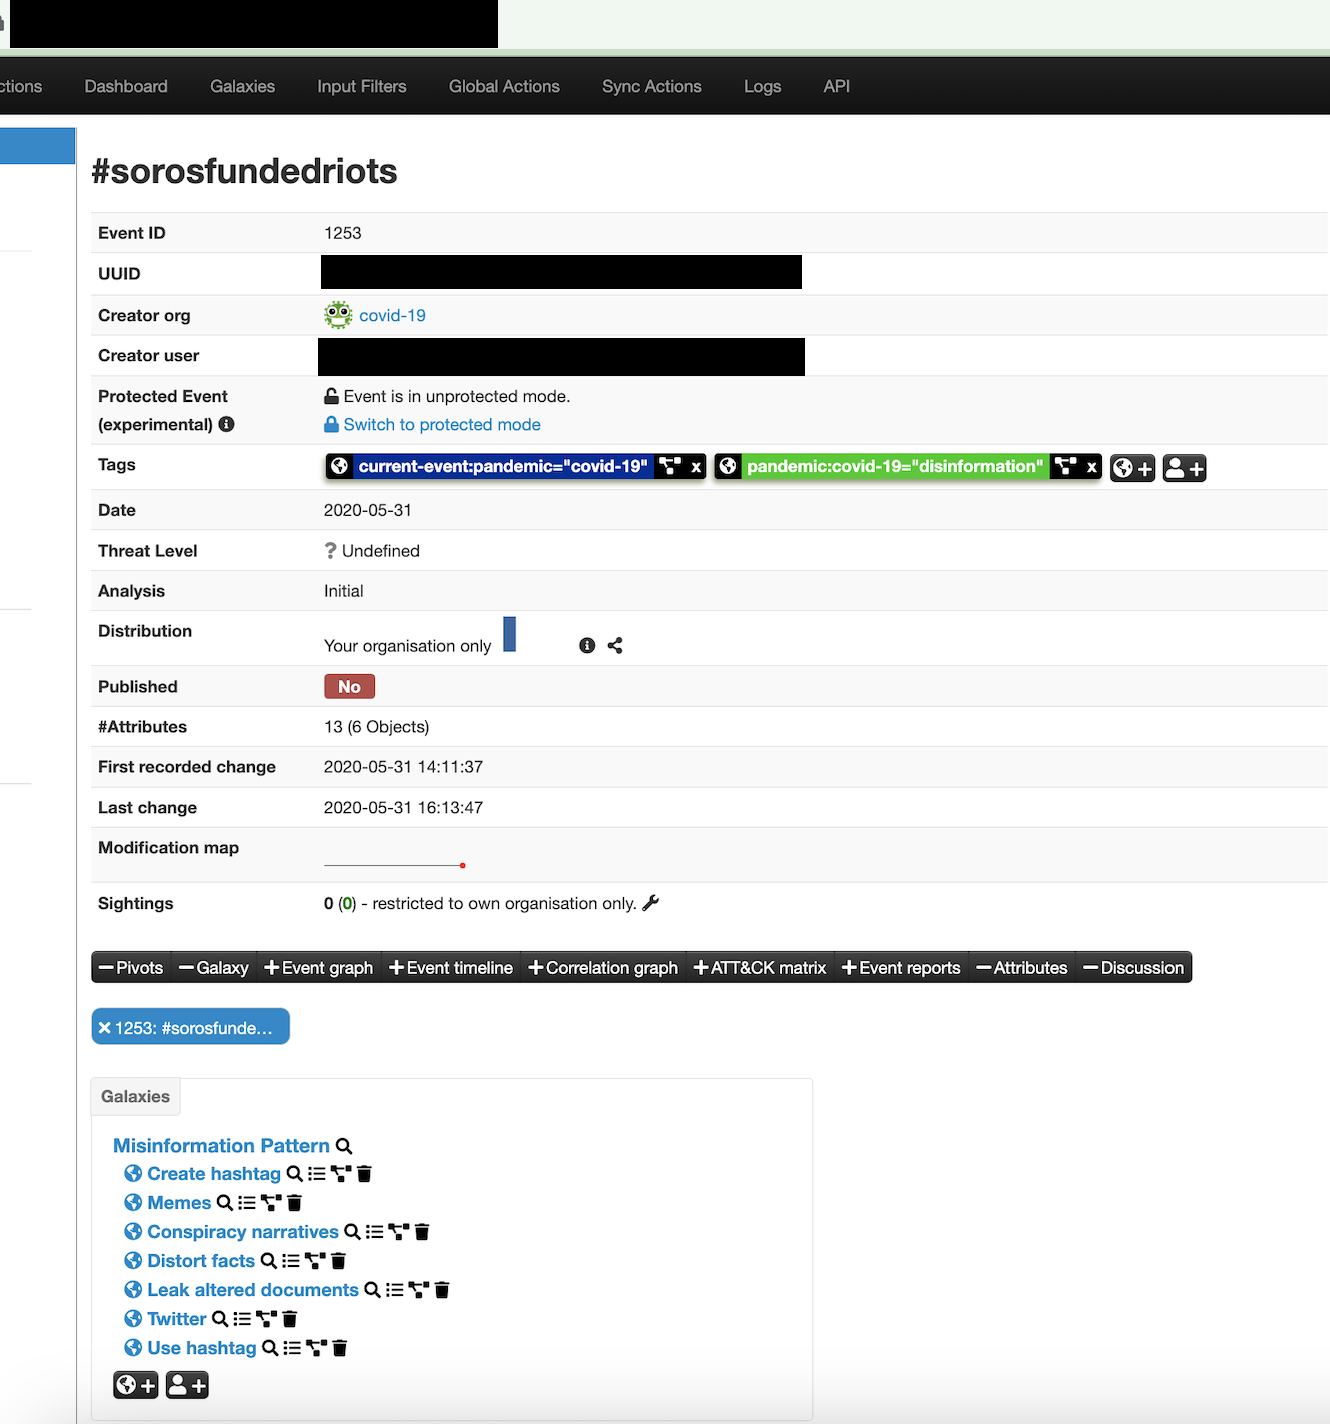 ctions Dashboard Galaxies Input Filters Global Actions Sync Actions Logs API
#sorosfundedriots
Event ID 1253
UUID
Creator org covid-19
Creator user
Protected Event (experimental) Event is in unprotected mode.
Switch to protected mode
Tags current-event:pandemic="covid-19" x pandemic:covid-19="disinformation" x + +
Date 2020-05-31
Threat Level ? Undefined
Analysis Initial
Distribution Your organisation only
Published No
#Attributes 13 (6 Objects)
First recorded change 2020-05-31 14:11:37
Last change 2020-05-31 16:13:47
Modification map
Sightings 0 (0) - restricted to own organisation only.
−Pivots −Galaxy +Event graph +Event timeline +Correlation graph +ATT&CK matrix +Event reports −Attributes −Discussion
× 1253: #sorosfunde...
Galaxies
Misinformation Pattern
Create hashtag
Memes
Conspiracy narratives
Distort facts
Leak altered documents
Twitter
Use hashtag
+ +